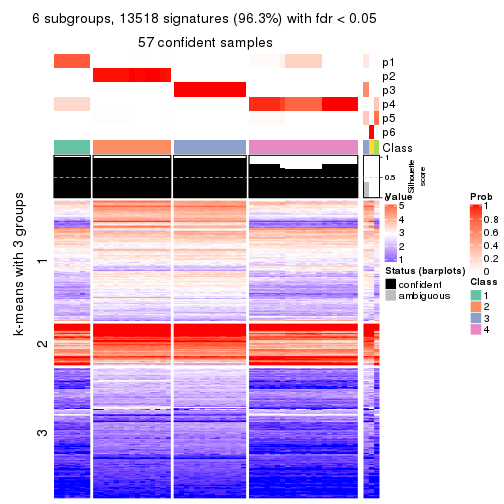 6 subgroups, 13518 signatures (96.3%) with fdr < 0.05
57 confident samples
p1
p2
p3
p4
p5
p6
Class
1
0.5
0
Silhouette
score
k-means with 3 groups
1
2
3
Value
5
4
3
2
1
Status (barplots)
confident
ambiguous
Prob
1
0.8
0.6
0.4
0.2
0
Class
1
2
3
4